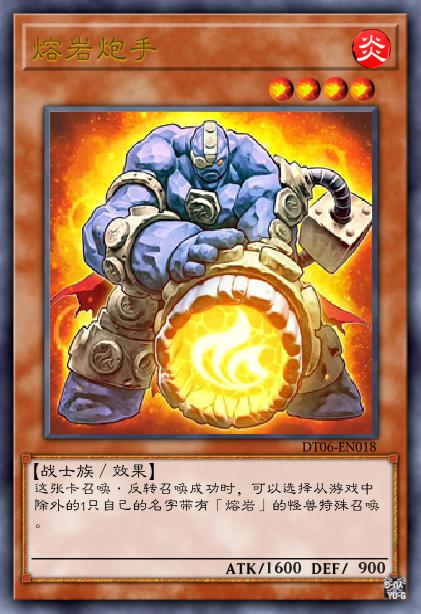 熔岩炮手
炎
DT06-EN018
【战士族／效果】
这张卡召唤·反转召唤成功时，可以选择从游戏中
除外的1只自己的名字带有「熔岩」的怪兽特殊召唤
。
ATK/1600 DEF/ 900